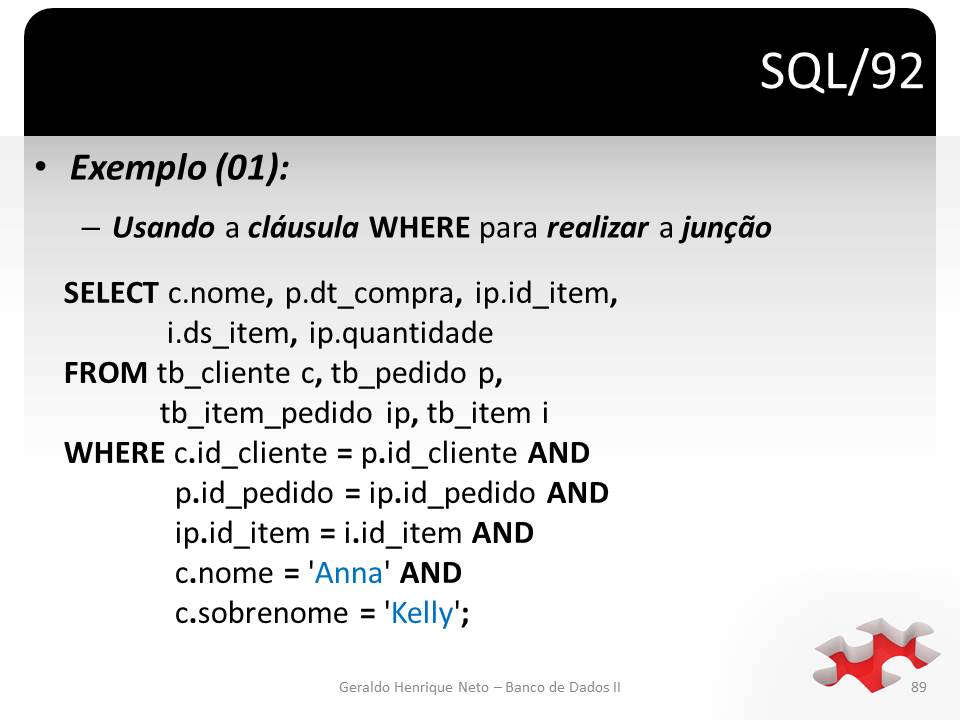 SQL/92
• Exemplo (01):
– Usando a cláusula WHERE para realizar a junção
SELECT c.nome, p.dt_compra, ip.id_item,
i.ds_item, ip.quantidade
FROM tb_cliente c, tb_pedido p,
tb_item_pedido ip, tb_item i
WHERE c.id_cliente = p.id_cliente AND
p.id_pedido = ip.id_pedido AND
ip.id_item = i.id_item AND
c.nome = 'Anna' AND
c.sobrenome = 'Kelly';
Geraldo Henrique Neto – Banco de Dados II
89